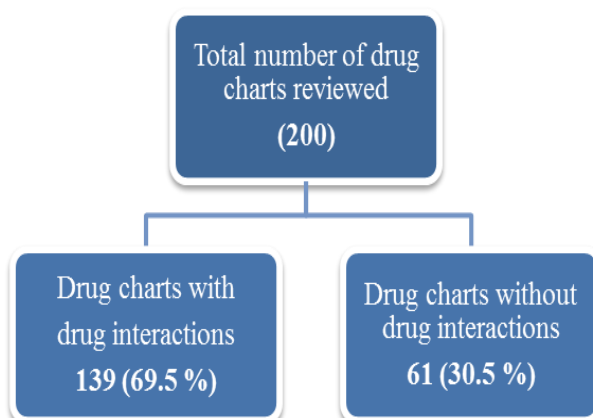 Total number of drug
charts reviewed
(200)
Drug charts with
drug interactions
139 (69.5 %)
Drug charts without
drug interactions
61 (30.5 %)